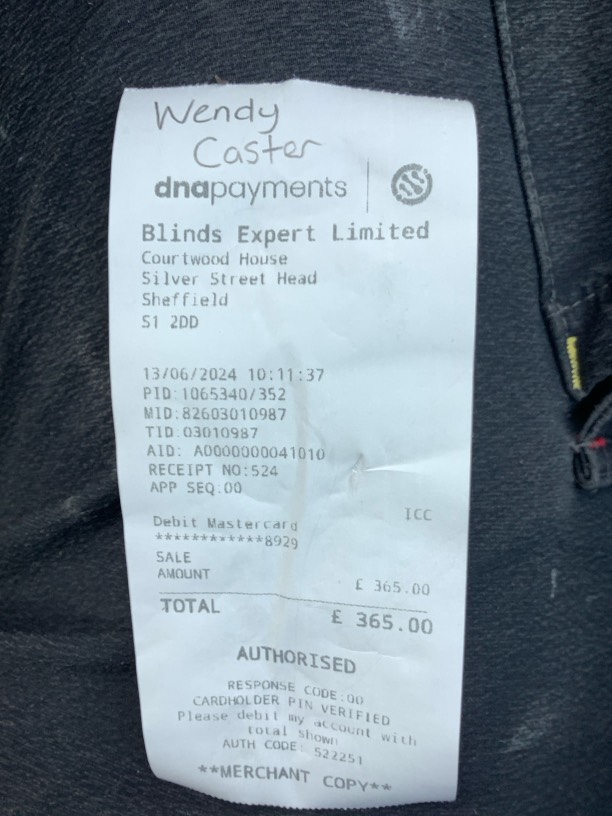 Wendy
Caster
dnapayments
Blinds Expert Limited
Courtwood House
Silver Street Head
Sheffield
S1 2DD
13/06/2024 10:11:37
PID:1065340/352
MID:82603010987
TID:03010987
AID: A0000000041010
RECEIPT NO:524
APP SEQ.00
ICC
Debit Mastercard
************8929
SALE
AMOUNT £ 365.00
TOTAL £ 365.00
AUTHORISED
RESPONSE CODE:00
CARDHOLDER PIN VERIFIED
Please debit my account with
total shown
AUTH CODE: 522251
**MERCHANT COPY**